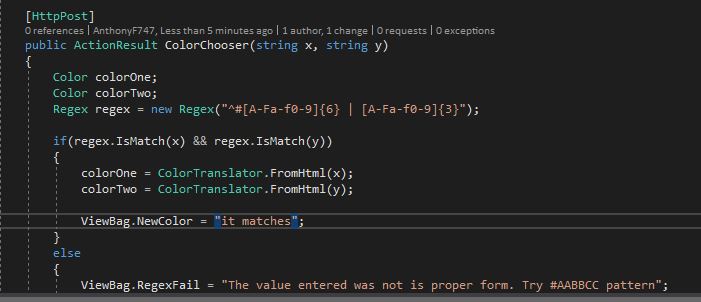 [HttpPost]
0 references | AnthonyF747, Less than 5 minutes ago | 1 author, 1 change | 0 requests | 0 exceptions
public ActionResult ColorChooser(string x, string y)
{
Color colorOne;
Color colorTwo;
Regex regex = new Regex("^#[A-Fa-f0-9]{6} | [A-Fa-f0-9]{3}");
if(regex.IsMatch(x) && regex.IsMatch(y))
{
colorOne = ColorTranslator.FromHtml(x);
colorTwo = ColorTranslator.FromHtml(y);
ViewBag.NewColor = "it matches";
}
else
{
ViewBag.RegexFail = "The value entered was not is proper form. Try #AABBCC pattern";